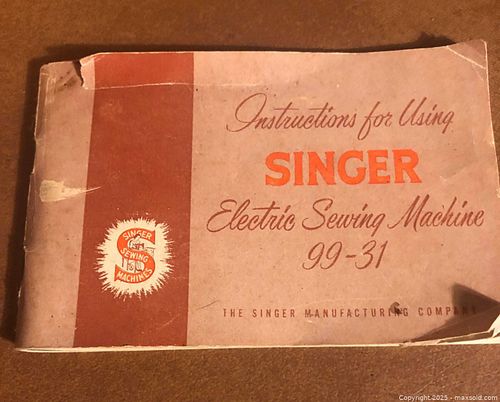 Instructions for Using
SINGER
Electric Sewing Machine
99-31
SINGER
SEWING
MACHINES
THE SINGER MANUFACTURING COMPANY
Copyright 2025 - maxsold.com